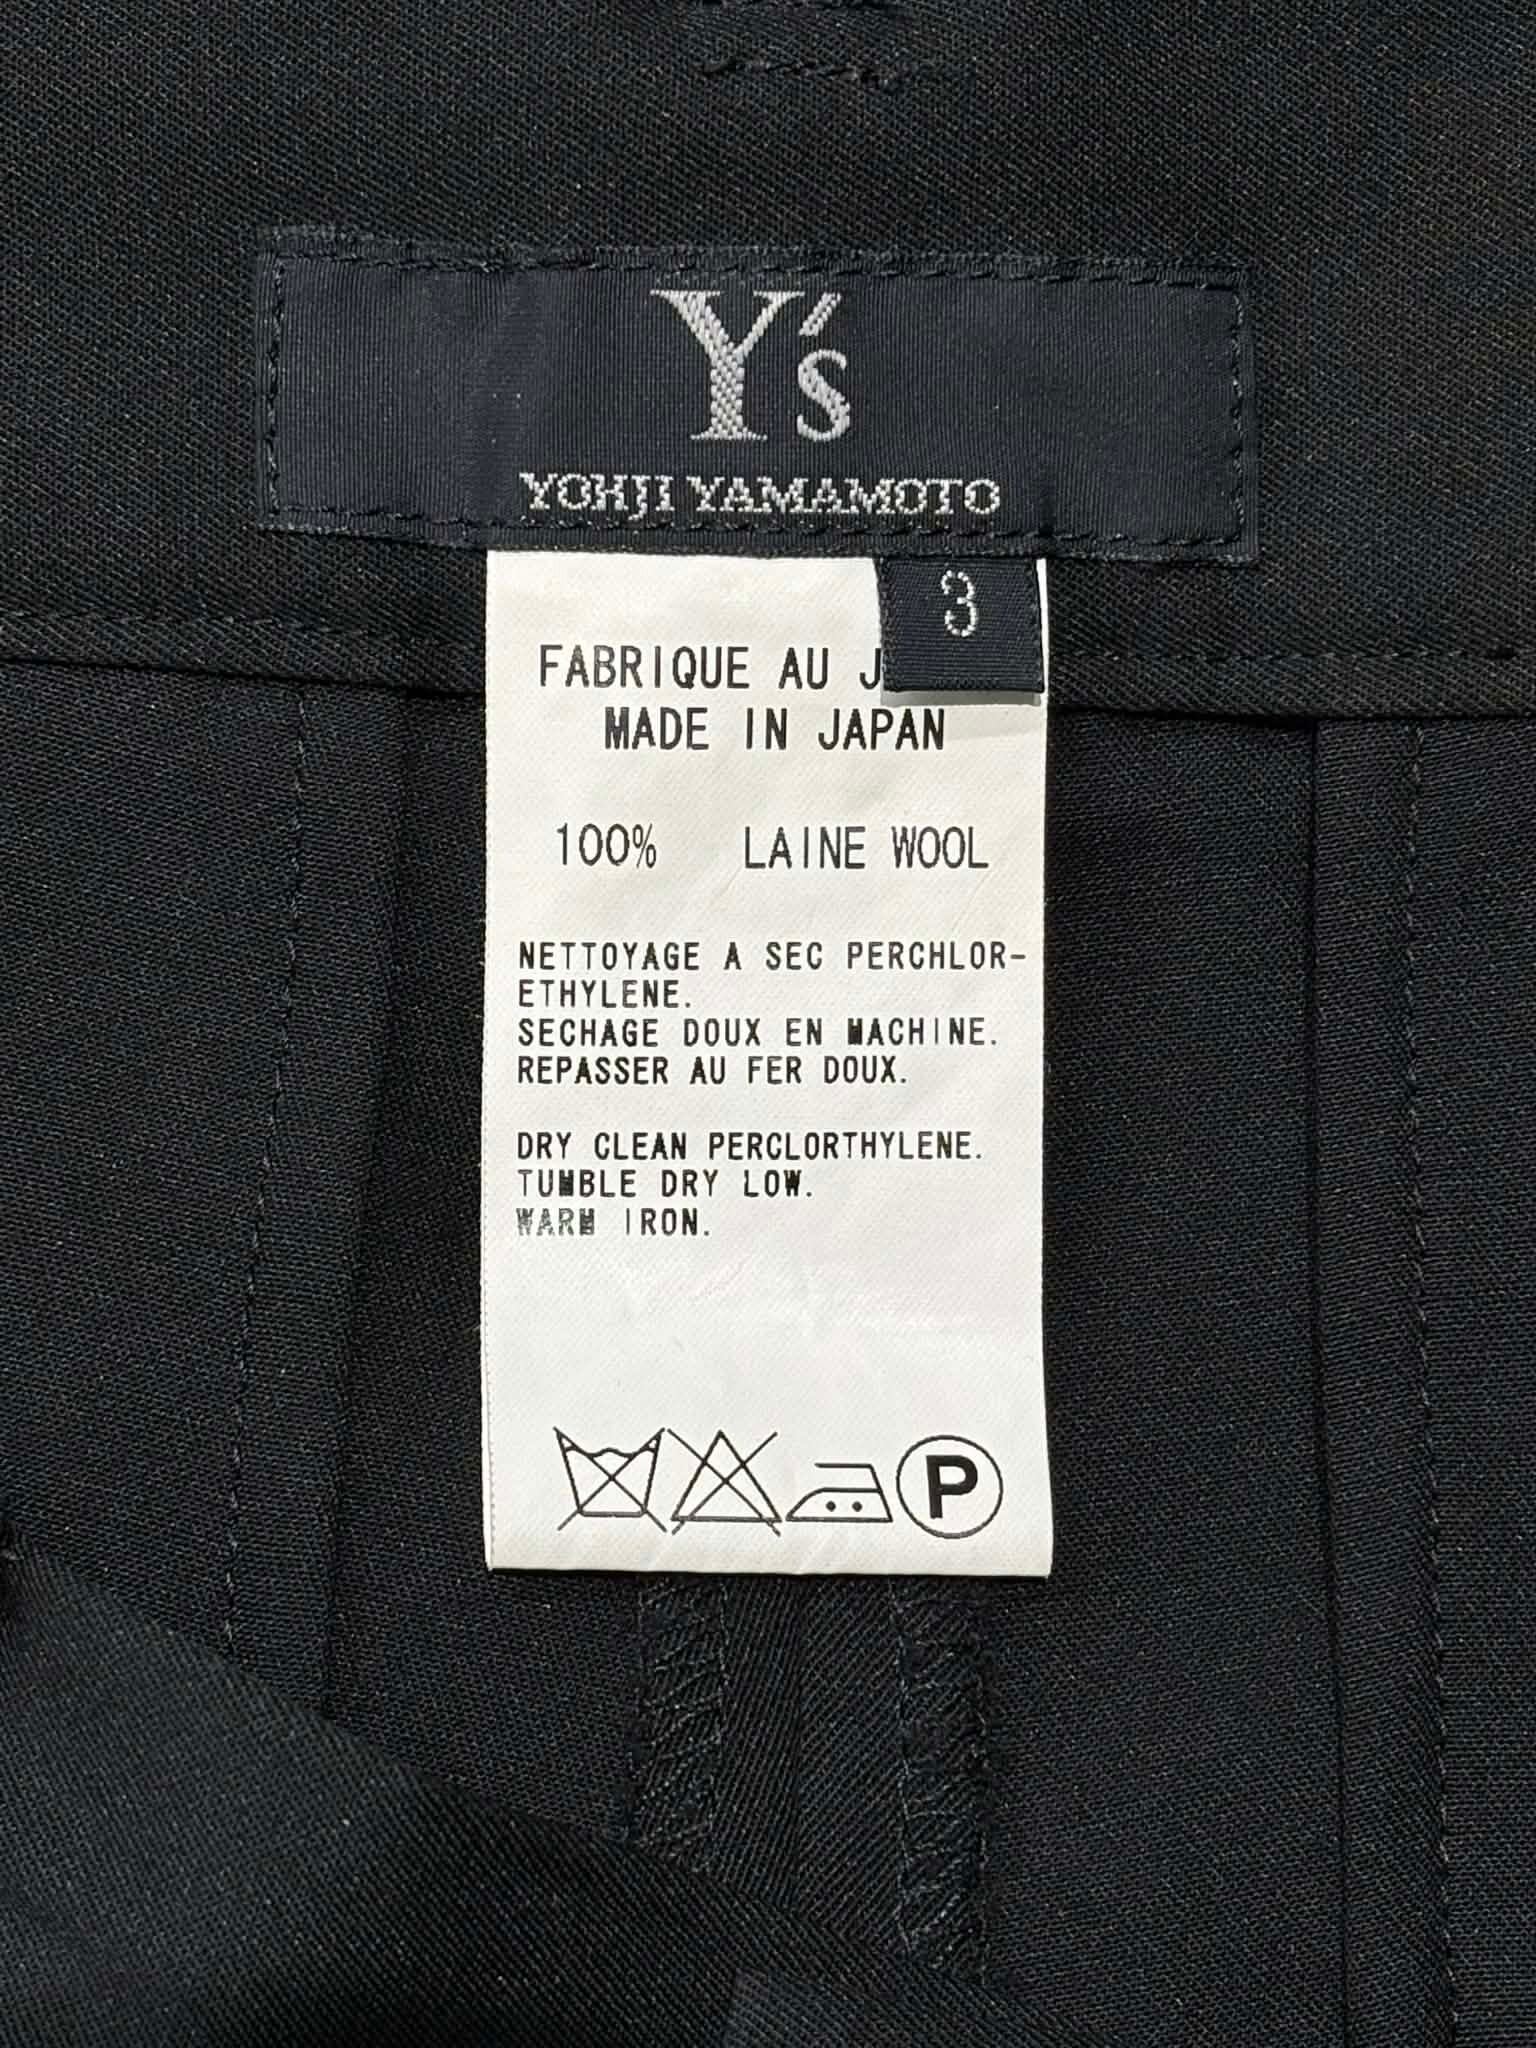 Y's
YOHJI YAMAMOTO
3
FABRIQUE AU J
MADE IN JAPAN
100% LAINE WOOL
NETTOYAGE A SEC PERCHLOR-
ETHYLENE.
SECHAGE DOUX EN MACHINE.
REPASSER AU FER DOUX.
DRY CLEAN PERCLORTHYLENE.
TUMBLE DRY LOW.
WARM IRON.
P